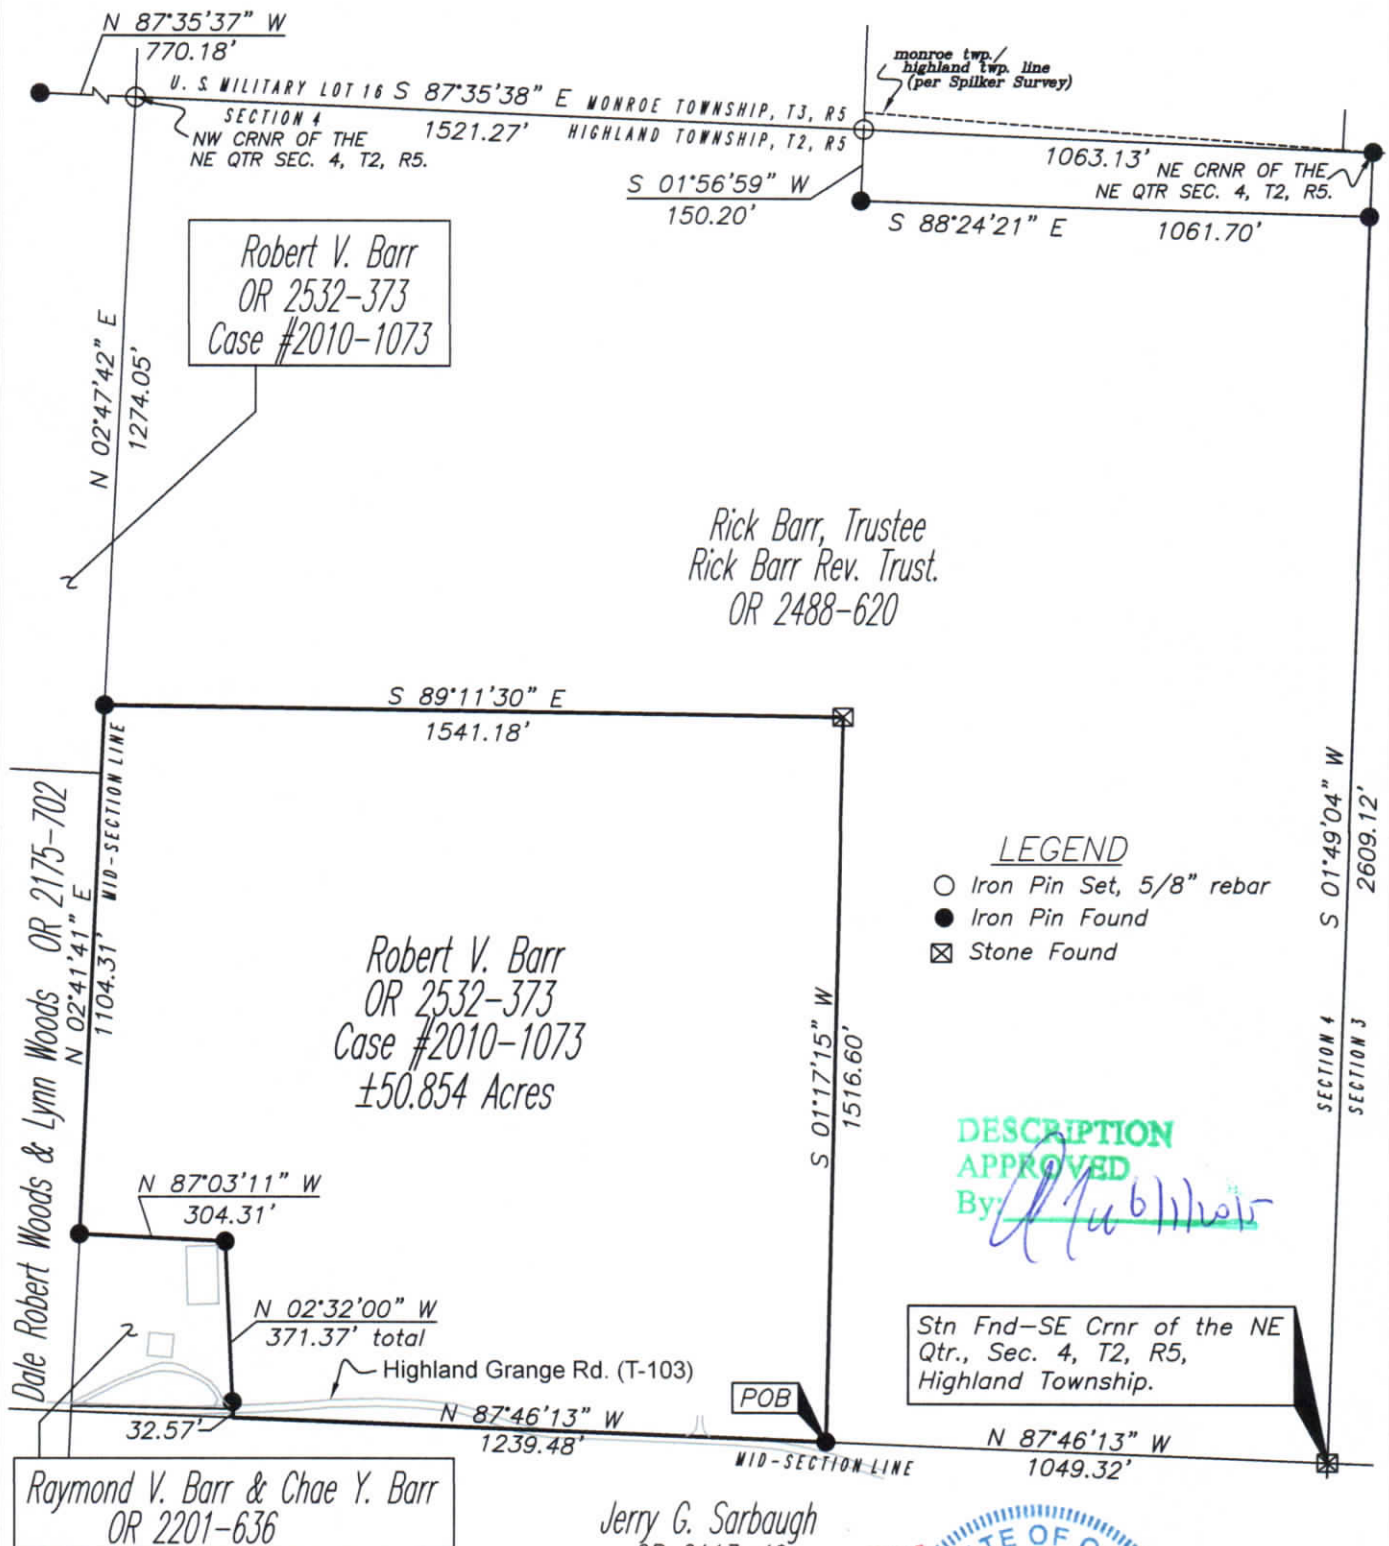 N 87°35'37" W
770.18'
U. S. MILITARY LOT 16
S 87°35'38" E
MONROE TOWNSHIP, T3, R5
SECTION 4
1521.27'
HIGHLAND TOWNSHIP, T2, R5
NW CRNR OF THE
NE QTR SEC. 4, T2, R5.
monroe twp./
highland twp. line
(per Spilker Survey)
1063.13'
NE CRNR OF THE
NE QTR SEC. 4, T2, R5.
S 01°56'59" W
150.20'
S 88°24'21" E
1061.70'
Robert V. Barr
OR 2532-373
Case #2010-1073
N 02°47'42" E
1274.05'
Rick Barr, Trustee
Rick Barr Rev. Trust.
OR 2488-620
S 89°11'30" E
1541.18'
MID-SECTION LINE
Dale Robert Woods & Lynn Woods OR 2175-702
N 02°41'41" E
1104.31'
S 01°49'04" W
2609.12'
LEGEND
Iron Pin Set, 5/8" rebar
Iron Pin Found
Stone Found
Robert V. Barr
OR 2532-373
Case #2010-1073
±50.854 Acres
S 01°17'15" W
1516.60'
SECTION 4
SECTION 3
DESCRIPTION
APPROVED
By: 6/1/2015
N 87°03'11" W
304.31'
N 02°32'00" W
371.37' total
Highland Grange Rd. (T-103)
Stn Fnd-SE Crnr of the NE
Qtr., Sec. 4, T2, R5,
Highland Township.
POB
32.57'
N 87°46'13" W
1239.48'
MID-SECTION LINE
N 87°46'13" W
1049.32'
Raymond V. Barr & Chae Y. Barr
OR 2201-636
Jerry G. Sarbaugh
TE OF O